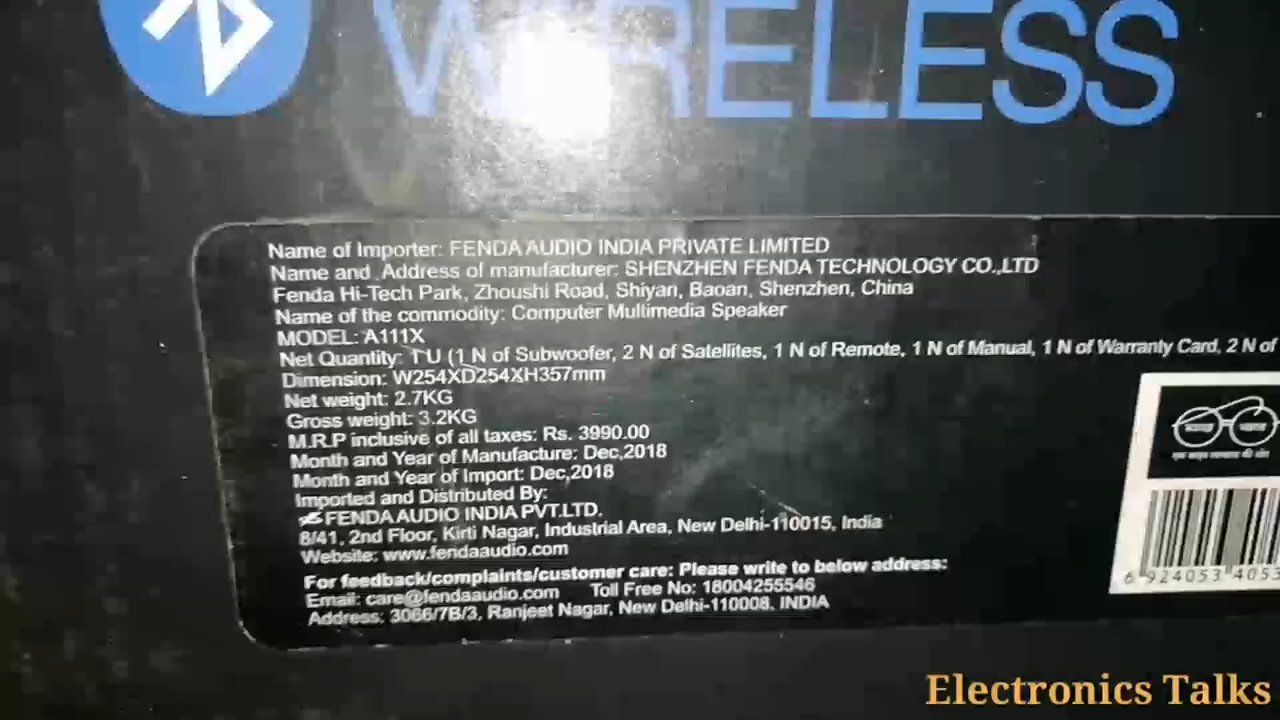 WIRELESS
Name of Importer: FENDA AUDIO INDIA PRIVATE LIMITED
Name and Address of manufacturer: SHENZHEN FENDA TECHNOLOGY CO.,LTD
Fenda Hi-Tech Park, Zhoushi Road, Shiyan, Baoan, Shenzhen, China
Name of the commodity: Computer Multimedia Speaker
MODEL: A111X
Net Quantity: 1 U (1 N of Subwoofer, 2 N of Satellites, 1 N of Remote, 1 N of Manual, 1 N of Warranty Card, 2 N of
Dimension: W254XD254XH357mm
Net weight: 2.7KG
Gross weight: 3.2KG
M.R.P inclusive of all taxes: Rs. 3990.00
Month and Year of Manufacture: Dec,2018
Month and Year of Import: Dec,2018
Imported and Distributed By:
FENDA AUDIO INDIA PVT.LTD.
8/41, 2nd Floor, Kirti Nagar, Industrial Area, New Delhi-110015, India
Website: www.fendaaudio.com
For feedback/complaints/customer care: Please write to below address:
Email: care@fendaaudio.com Toll Free No: 18004255546
Address: 3066/7B/3, Ranjeet Nagar, New Delhi-110008, INDIA
6 924053 4053
Electronics Talks